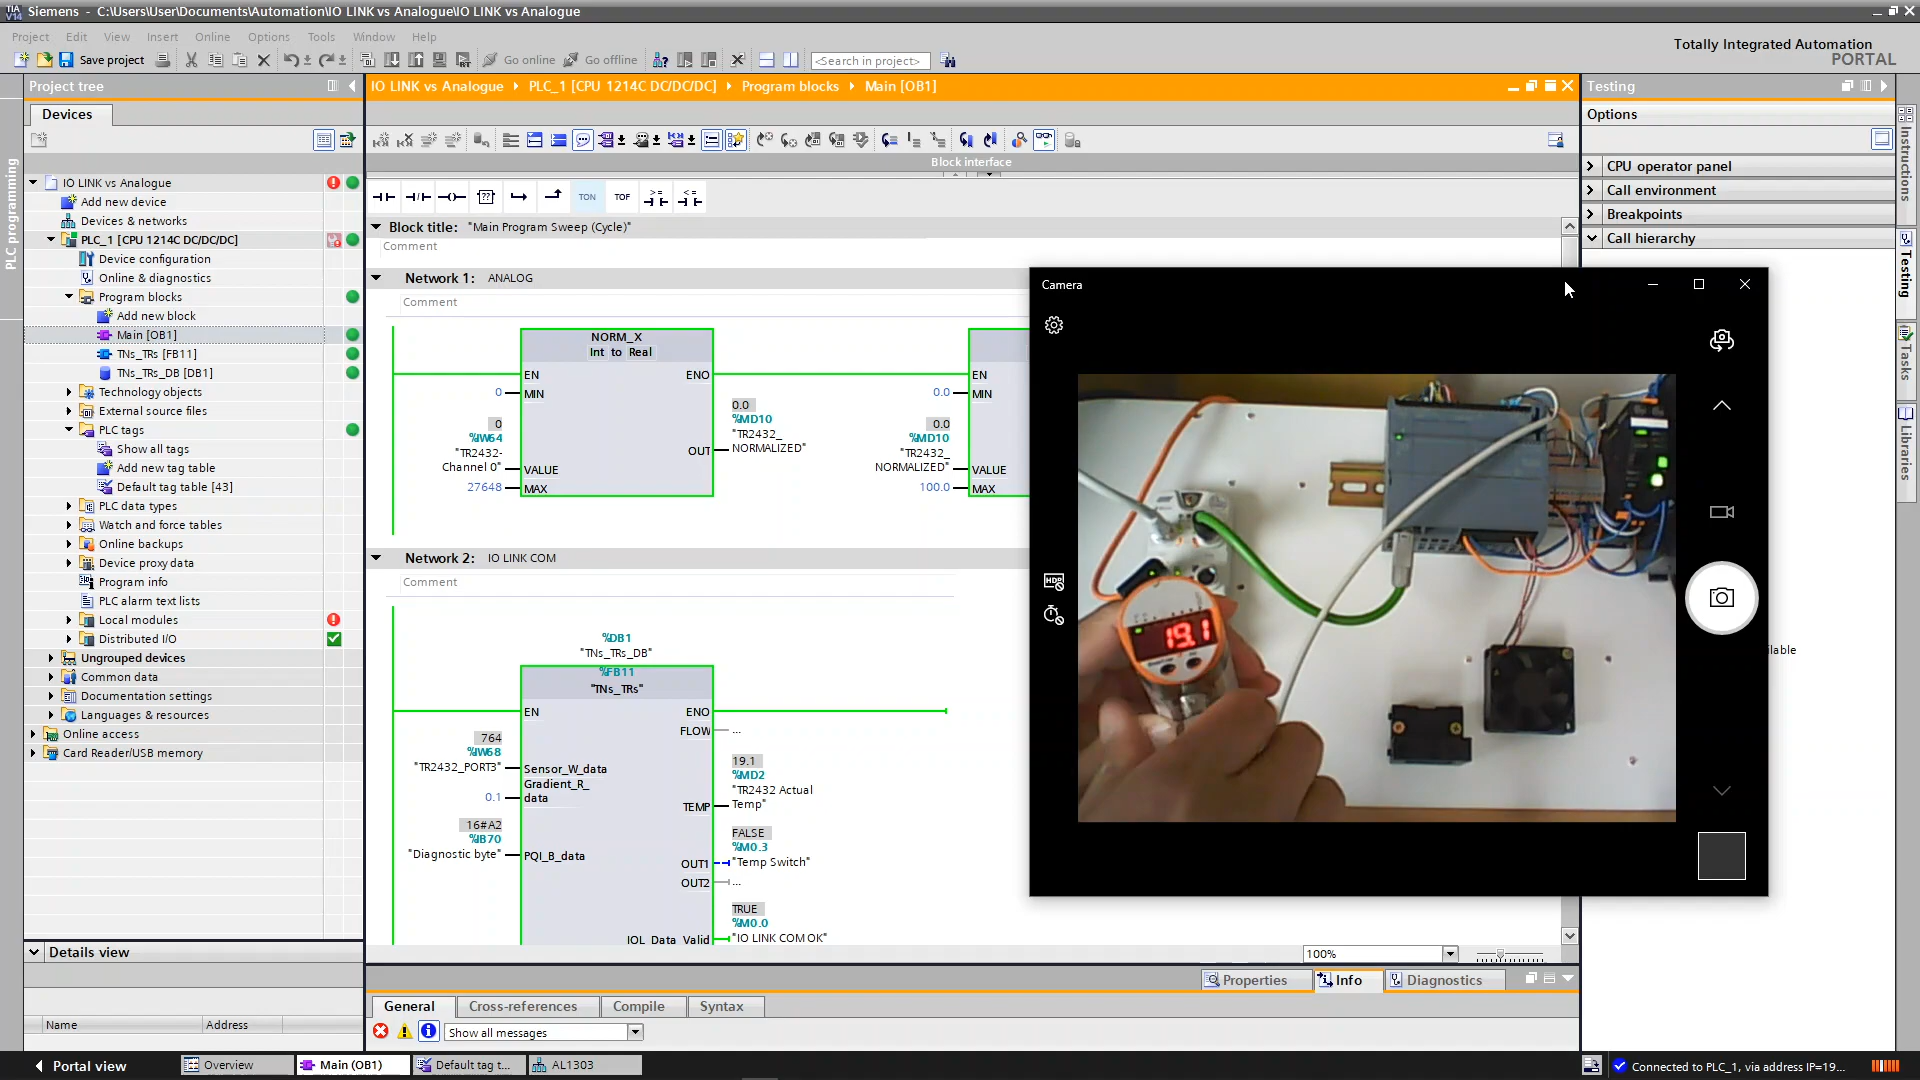 TIA
V14
Siemens - C:\Users\User\Documents\Automation\IO LINK vs Analogue\IO LINK vs Analogue
Project Edit View Insert Online Options Tools Window Help
Save project
Go online
Go offline
<Search in project>
Totally Integrated Automation
PORTAL
Project tree
IO LINK vs Analogue
PLC_1 [CPU 1214C DC/DC/DC]
Program blocks
Main [OB1]
Testing
Devices
Options
Block interface
CPU operator panel
Call environment
Breakpoints
Call hierarchy
PLC programming
Instructions
Testing
Tasks
Libraries
IO LINK vs Analogue
Add new device
Devices & networks
PLC_1 [CPU 1214C DC/DC/DC]
Device configuration
Online & diagnostics
Program blocks
Add new block
Main [OB1]
TNs_TRs [FB11]
TNs_TRs_DB [DB1]
Technology objects
External source files
PLC tags
Show all tags
Add new tag table
Default tag table [43]
PLC data types
Watch and force tables
Online backups
Device proxy data
Program info
PLC alarm text lists
Local modules
Distributed I/O
Ungrouped devices
Common data
Documentation settings
Languages & resources
Online access
Card Reader/USB memory
Details view
Name Address
TON TOF
Block title: "Main Program Sweep (Cycle)"
Comment
Network 1: ANALOG
Comment
NORM_X
Int to Real
EN ENO
0 MIN
0
%IW64
"TR2432-
Channel 0"
VALUE
27648 MAX
OUT
0.0
%MD10
"TR2432_
NORMALIZED"
EN
0.0 MIN
0.0
%MD10
"TR2432_
NORMALIZED"
VALUE
100.0 MAX
Network 2: IO LINK COM
Comment
%DB1
"TNs_TRs_DB"
%FB11
"TNs_TRs"
EN ENO
FLOW ...
764
%IW68
"TR2432_PORT3"
Sensor_W_data
Gradient_R_
data
0.1
19.1
%MD2
"TR2432 Actual
Temp"
TEMP
16#A2
%IB70
"Diagnostic byte"
PQI_B_data
FALSE
%M0.3
"Temp Switch"
OUT1
OUT2 ...
TRUE
%M0.0
"IO LINK COM OK"
IOL_Data_Valid
Camera
HDR
19.1
ilable
100%
Properties
Info
Diagnostics
General Cross-references Compile Syntax
Show all messages
Portal view
Overview
Main (OB1)
Default tag t...
AL1303
Connected to PLC_1, via address IP=19...